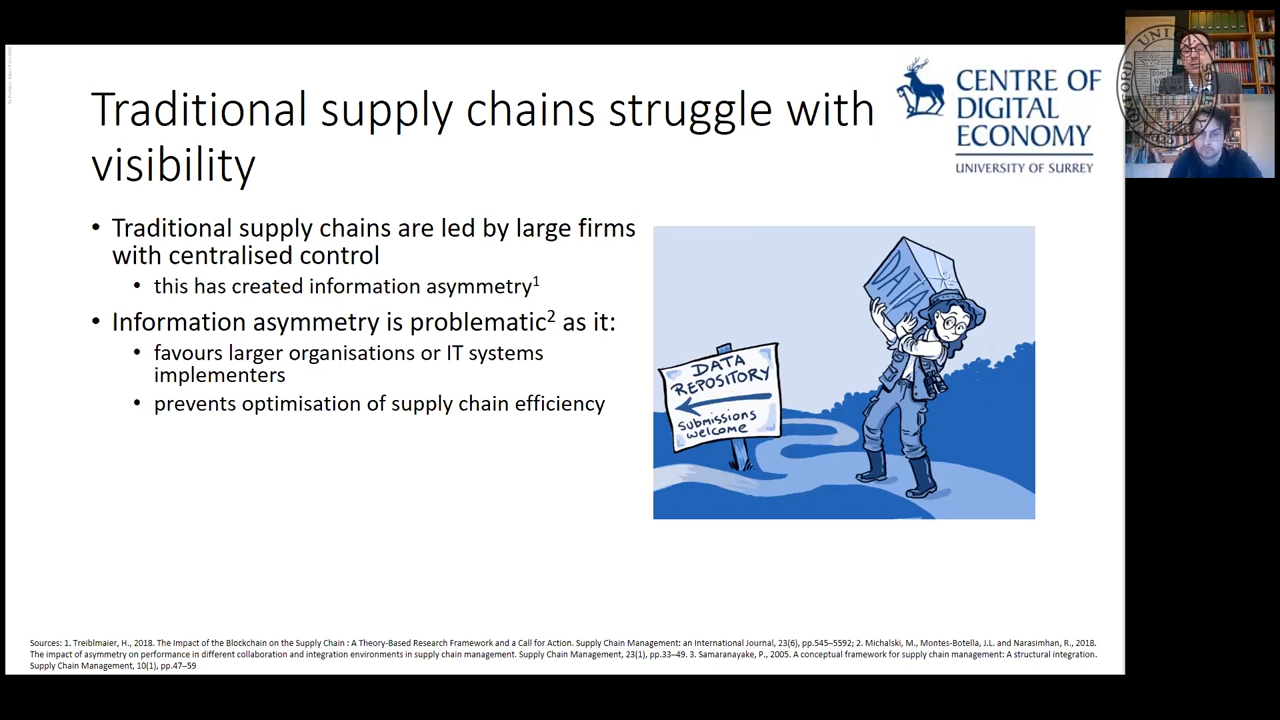 Traditional supply chains struggle with
visibility
CENTRE OF
DIGITAL
ECONOMY
UNIVERSITY OF SURREY
• Traditional supply chains are led by large firms
with centralised control
• this has created information asymmetry1
• Information asymmetry is problematic2 as it:
• favours larger organisations or IT systems
implementers
• prevents optimisation of supply chain efficiency
DATA
DATA
REPOSITORY
submissions
welcome
Sources: 1. Treiblmaier, H., 2018. The Impact of the Blockchain on the Supply Chain : A Theory-Based Research Framework and a Call for Action. Supply Chain Management: an International Journal, 23(6), pp.545–5592; 2. Michalski, M., Montes-Botella, J.L. and Narasimhan, R., 2018.
The impact of asymmetry on performance in different collaboration and integration environments in supply chain management. Supply Chain Management, 23(1), pp.33–49. 3. Samaranayake, P., 2005. A conceptual framework for supply chain management: A structural integration.
Supply Chain Management, 10(1), pp.47–59